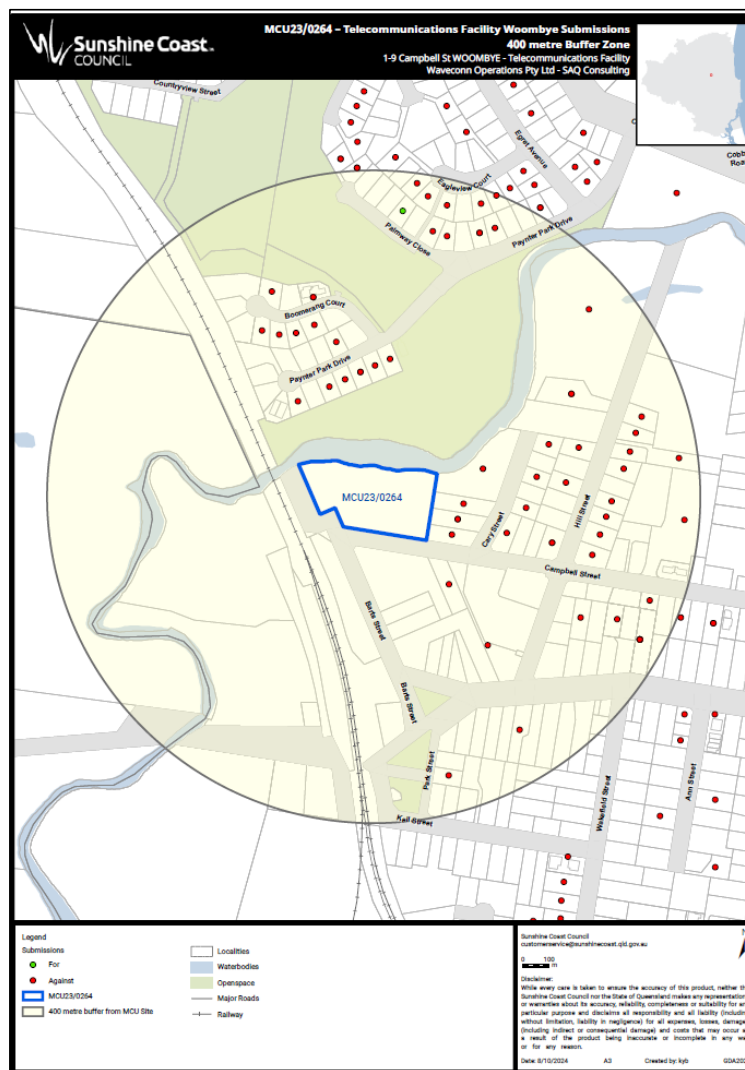 Sunshine Coast
COUNCIL
MCU23/0264 – Telecommunications Facility Woombye Submissions
400 metre Buffer Zone
1-9 Campbell St WOOMBYE - Telecommunications Facility
Waveconn Operations Pty Ltd - SAQ Consulting
Countryview Street
Egret Avenue
Eagleview Court
Palmway Close
Paynter Park Drive
Boomerang Court
Paynter Park Drive
MCU23/0264
Cary Street
Hill Street
Campbell Street
Barts Street
Barts Street
Park Street
Keil Street
Wakefield Street
Ann Street
Legend
Submissions
For
Against
MCU23/0264
400 metre buffer from MCU Site
Localities
Waterbodies
Openspace
Major Roads
Railway
Sunshine Coast Council
customerservice@sunshinecoast.qld.gov.au
0 100
m
Disclaimer:
While every care is taken to ensure the accuracy of this product, neither th
Sunshine Coast Council nor the State of Queensland makes any representation
or warranties about its accuracy, reliability, completeness or suitability for an
particular purpose and disclaims all responsibility and all liability (includin
without limitation, liability in negligence) for all expenses, losses, damage
(including indirect or consequential damage) and costs that may occur a
a result of the product being inaccurate or incomplete in any wa
or for any reason.
Date: 8/10/2024 A3 Created by: kyb GDA202